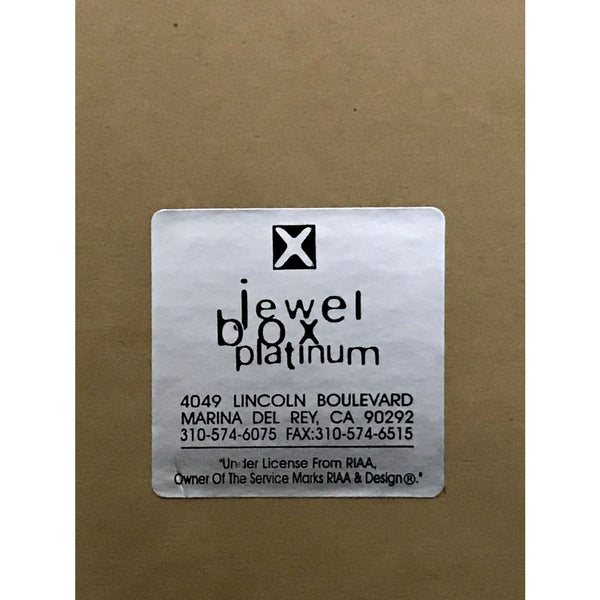 X
jewel
box
platinum
4049 LINCOLN BOULEVARD
MARINA DEL REY, CA 90292
310-574-6075 FAX:310-574-6515
"Under License From RIAA,
Owner Of The Service Marks RIAA & Design®."